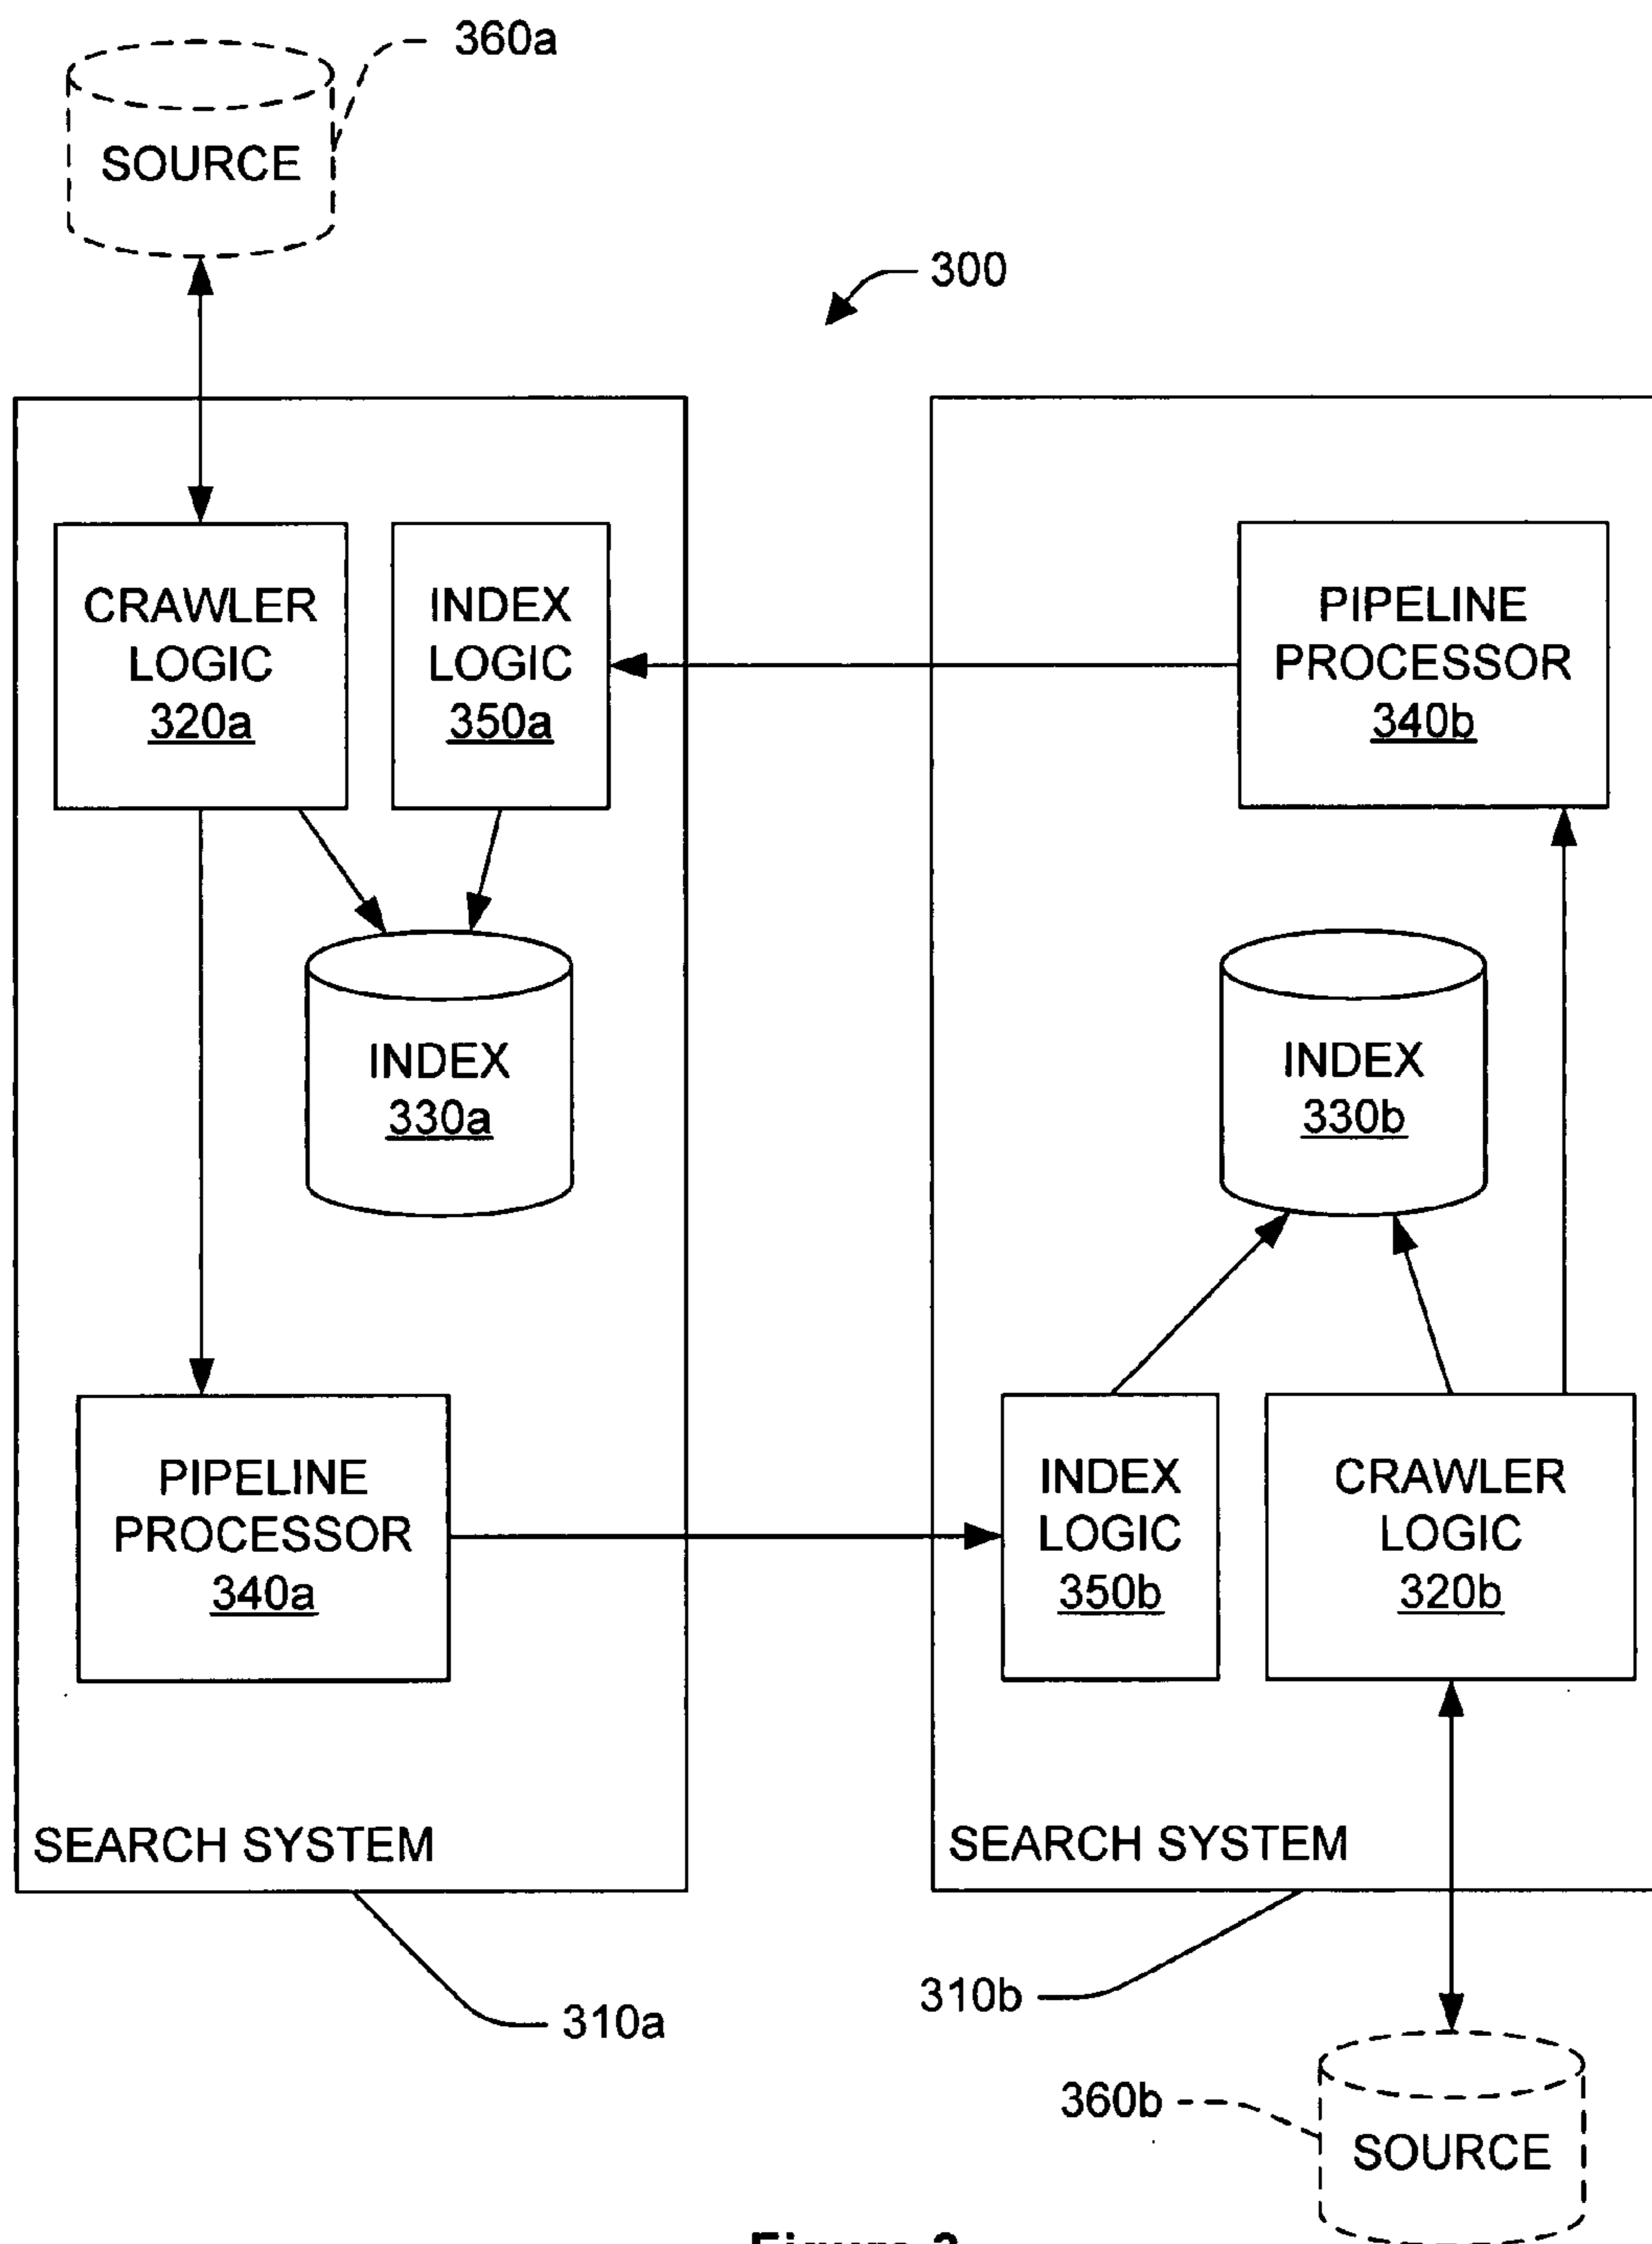 360a
SOURCE
300
CRAWLER
LOGIC
320a
INDEX
LOGIC
350a
PIPELINE
PROCESSOR
340b
INDEX
330a
INDEX
330b
PIPELINE
PROCESSOR
340a
INDEX
LOGIC
350b
CRAWLER
LOGIC
320b
SEARCH SYSTEM
SEARCH SYSTEM
310a
310b
360b
SOURCE